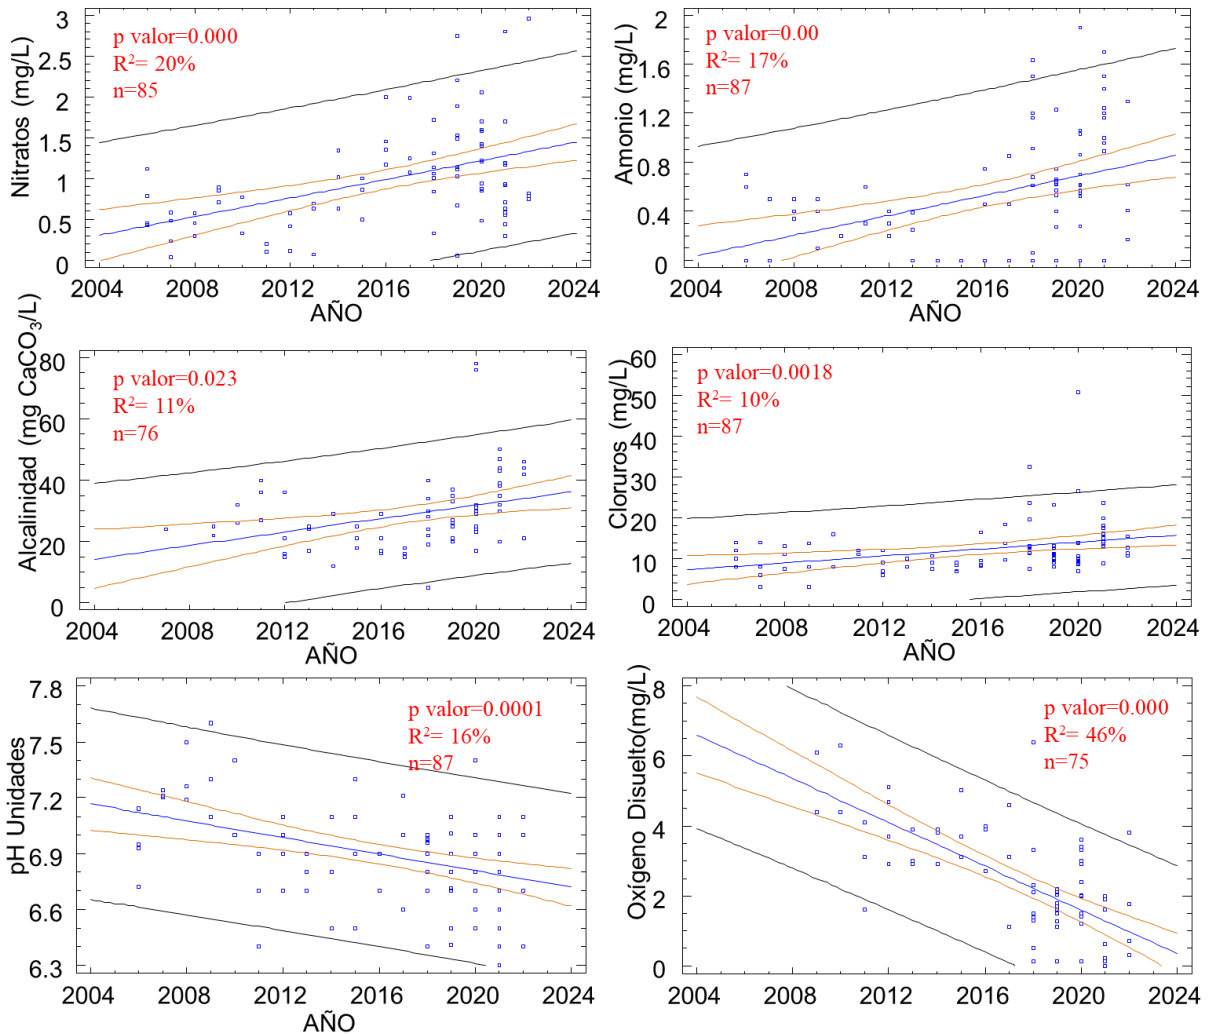 Nitratos (mg/L)
3
2.5
2
1.5
1
0.5
0
p valor=0.000
R²= 20%
n=85
2004 2008 2012 2016 2020 2024
AÑO
Amonio (mg/L)
2
1.6
1.2
0.8
0.4
0
p valor=0.00
R²= 17%
n=87
2004 2008 2012 2016 2020 2024
AÑO
Alcalinidad (mg CaCO₃/L)
80
60
40
20
0
p valor=0.023
R²= 11%
n=76
2004 2008 2012 2016 2020 2024
AÑO
Cloruros (mg/L)
60
50
40
30
20
10
0
p valor=0.0018
R²= 10%
n=87
2004 2008 2012 2016 2020 2024
AÑO
pH Unidades
7.8
7.5
7.2
6.9
6.6
6.3
p valor=0.0001
R²= 16%
n=87
2004 2008 2012 2016 2020 2024
AÑO
Oxígeno Disuelto(mg/L)
8
6
4
2
0
p valor=0.000
R²= 46%
n=75
2004 2008 2012 2016 2020 2024
AÑO